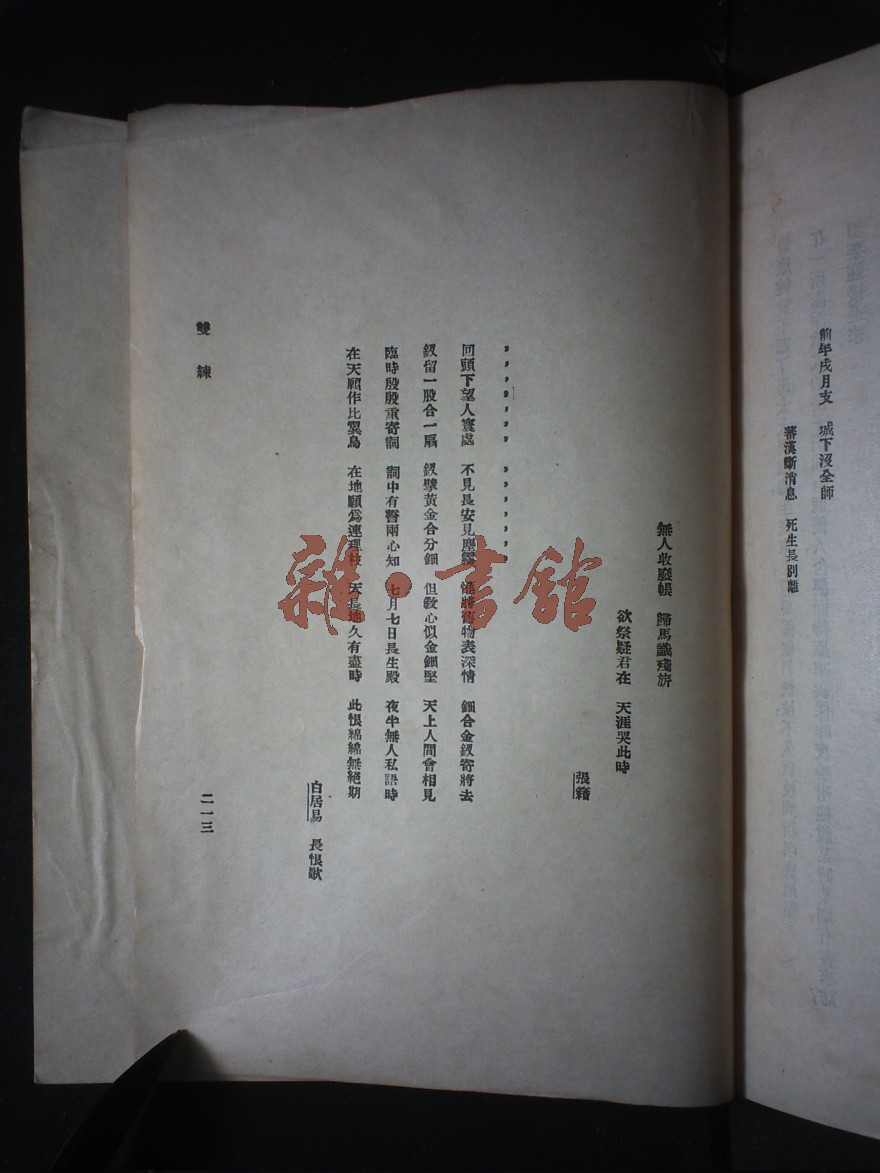 前年戌月支　城下沒全師
蕃漢斷消息　死生長別離
無人收廢帳　歸馬識殘旂
欲祭疑君在　天涯哭此時
張籍
，，，，，，，　，，，，，，，
回頭下望人寰處　不見長安見塵霧　將舊物表深情　鈿合金釵寄將去
釵留一股合一扇　釵擘黃金合分鈿　但敎心似金鈿堅　天上人間會相見
臨時殷殷重寄詞　詞中有誓兩心知　七月七日長生殿　夜半無人私語時
在天願作比翼鳥　在地願爲連理枝　天長地久有盡時　此恨綿綿無絕期
白居易　長恨歌
雙練
二一三
雜·書館